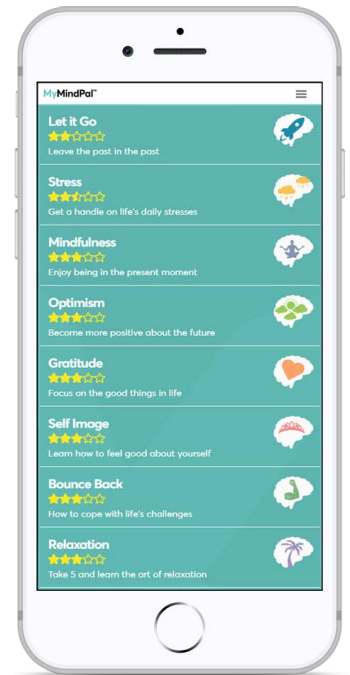 MyMindPal™
Let it Go
Leave the past in the past
Stress
Get a handle on life's daily stresses
Mindfulness
Enjoy being in the present moment
Optimism
Become more positive about the future
Gratitude
Focus on the good things in life
Self Image
Learn how to feel good about yourself
Bounce Back
How to cope with life's challenges
Relaxation
Take 5 and learn the art of relaxation